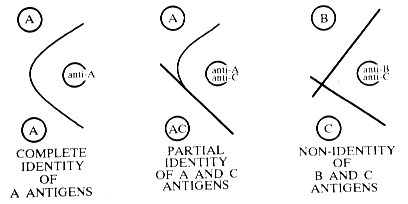 A
anti-A
A
COMPLETE
IDENTITY
OF
A ANTIGENS
A
anti-A
anti-C
AC
PARTIAL
IDENTITY
OF A AND C
ANTIGENS
B
anti-B
anti-C
C
NON-IDENTITY
OF
B AND C
ANTIGENS